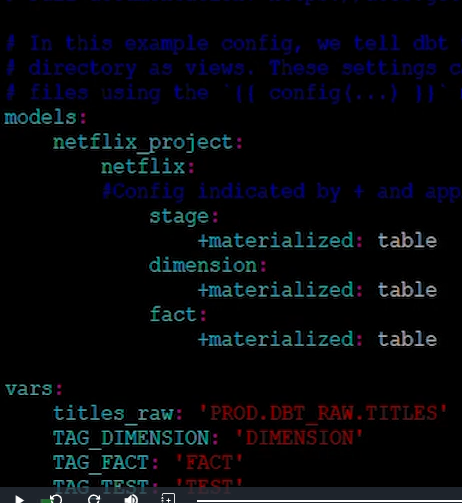 # In this example config, we tell dbt
# directory as views. These settings c
# files using the `{{ config(...) }}`
models:
netflix_project:
netflix:
#Config indicated by + and app
stage:
+materialized: table
dimension:
+materialized: table
fact:
+materialized: table
vars:
titles_raw: 'PROD.DBT_RAW.TITLES'
TAG_DIMENSION: 'DIMENSION'
TAG_FACT: 'FACT'
TAG_TEST: 'TEST'